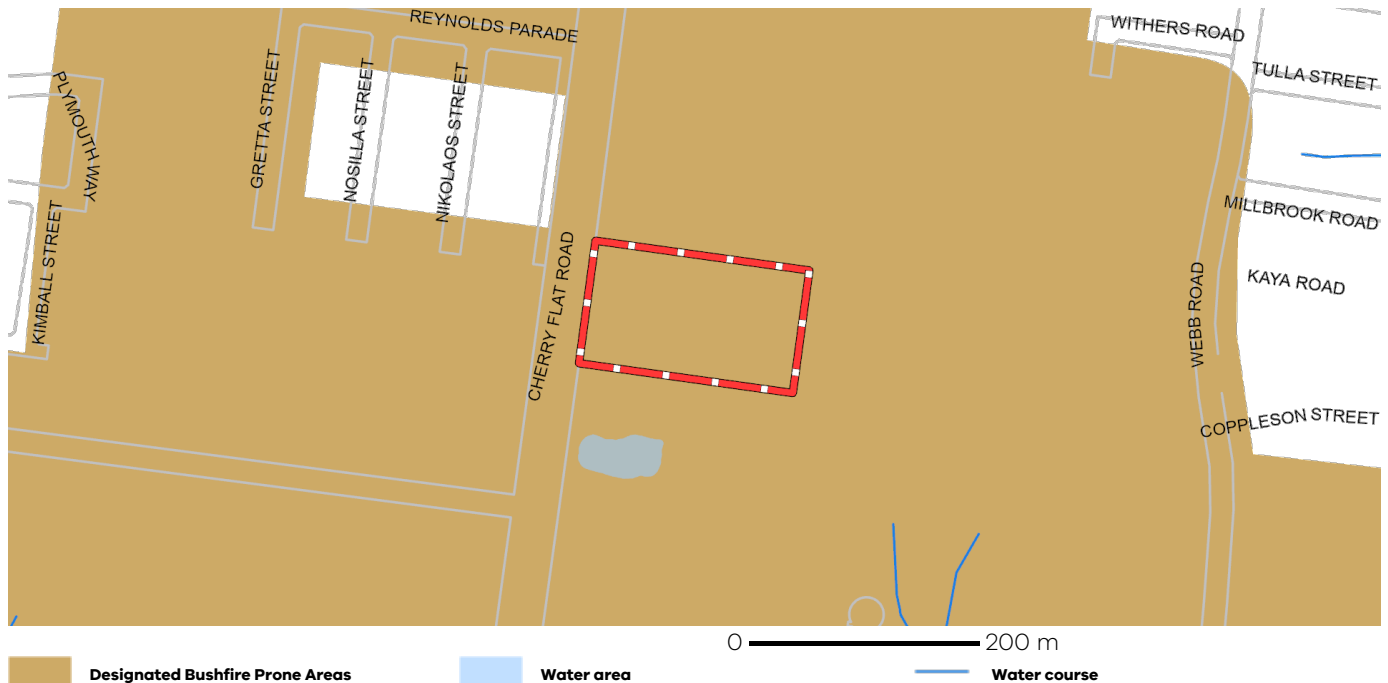 REYNOLDS PARADE
WITHERS ROAD
TULLA STREET
PLYMOUTH WAY
GRETTA STREET
NOSILLA STREET
NIKOLAOS STREET
KIMBALL STREET
CHERRY FLAT ROAD
MILLBROOK ROAD
WEBB ROAD
KAYA ROAD
COPPLESON STREET
0 200 m
Designated Bushfire Prone Areas
Water area
Water course